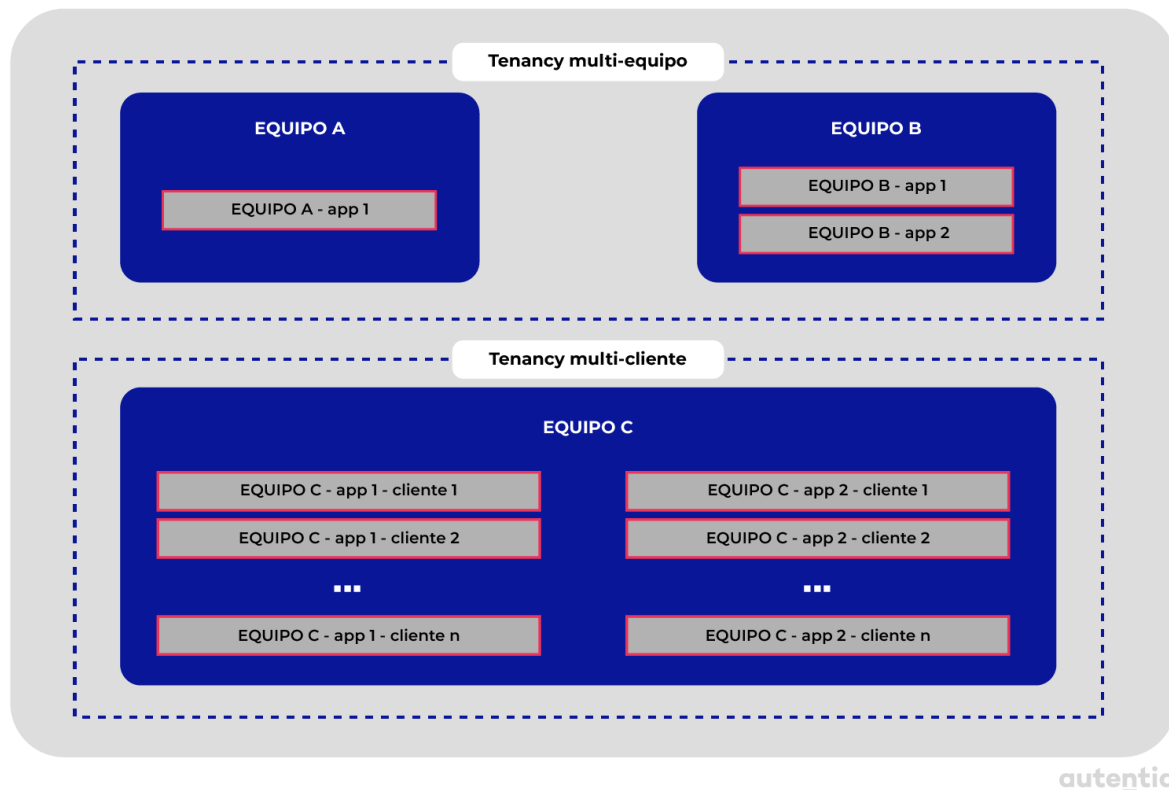 Tenancy multi-equipo
EQUIPO A
EQUIPO A - app 1
EQUIPO B
EQUIPO B - app 1
EQUIPO B - app 2
Tenancy multi-cliente
EQUIPO C
EQUIPO C - app 1 - cliente 1
EQUIPO C - app 1 - cliente 2
...
EQUIPO C - app 1 - cliente n
EQUIPO C - app 2 - cliente 1
EQUIPO C - app 2 - cliente 2
...
EQUIPO C - app 2 - cliente n
autentia